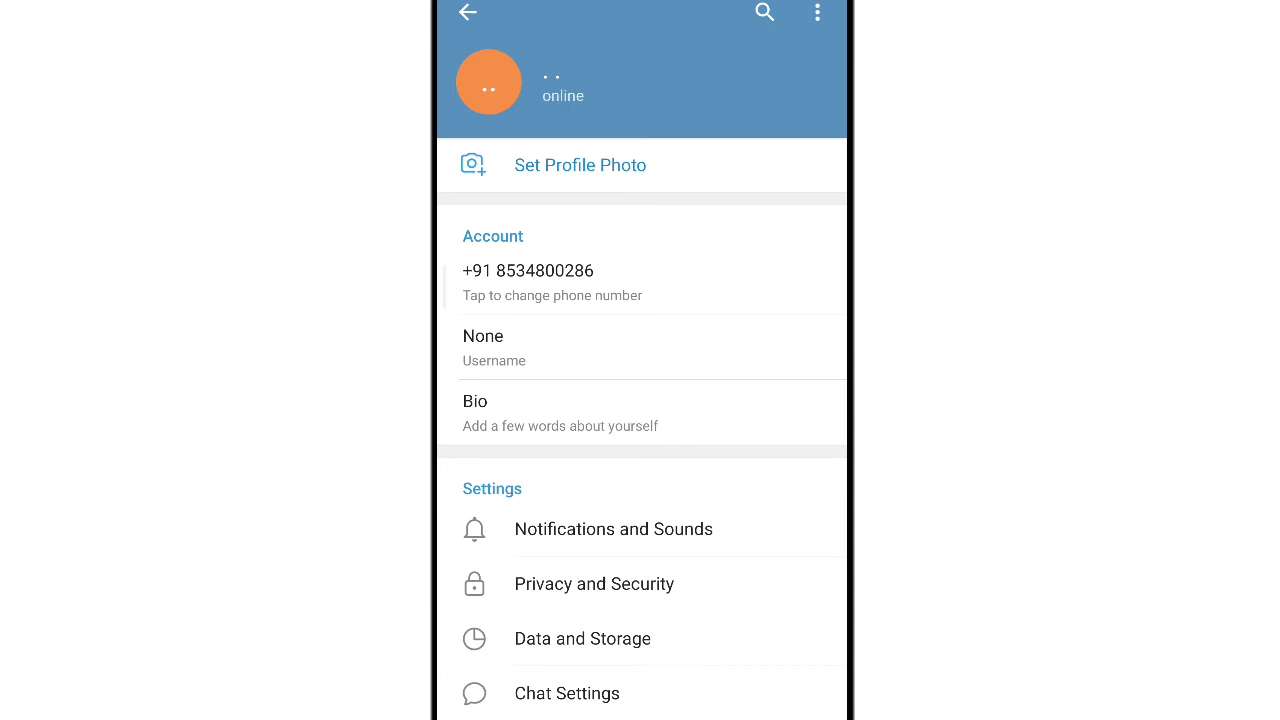 . .
online
..
Set Profile Photo
Account
+91 8534800286
Tap to change phone number
None
Username
Bio
Add a few words about yourself
Settings
Notifications and Sounds
Privacy and Security
Data and Storage
Chat Settings